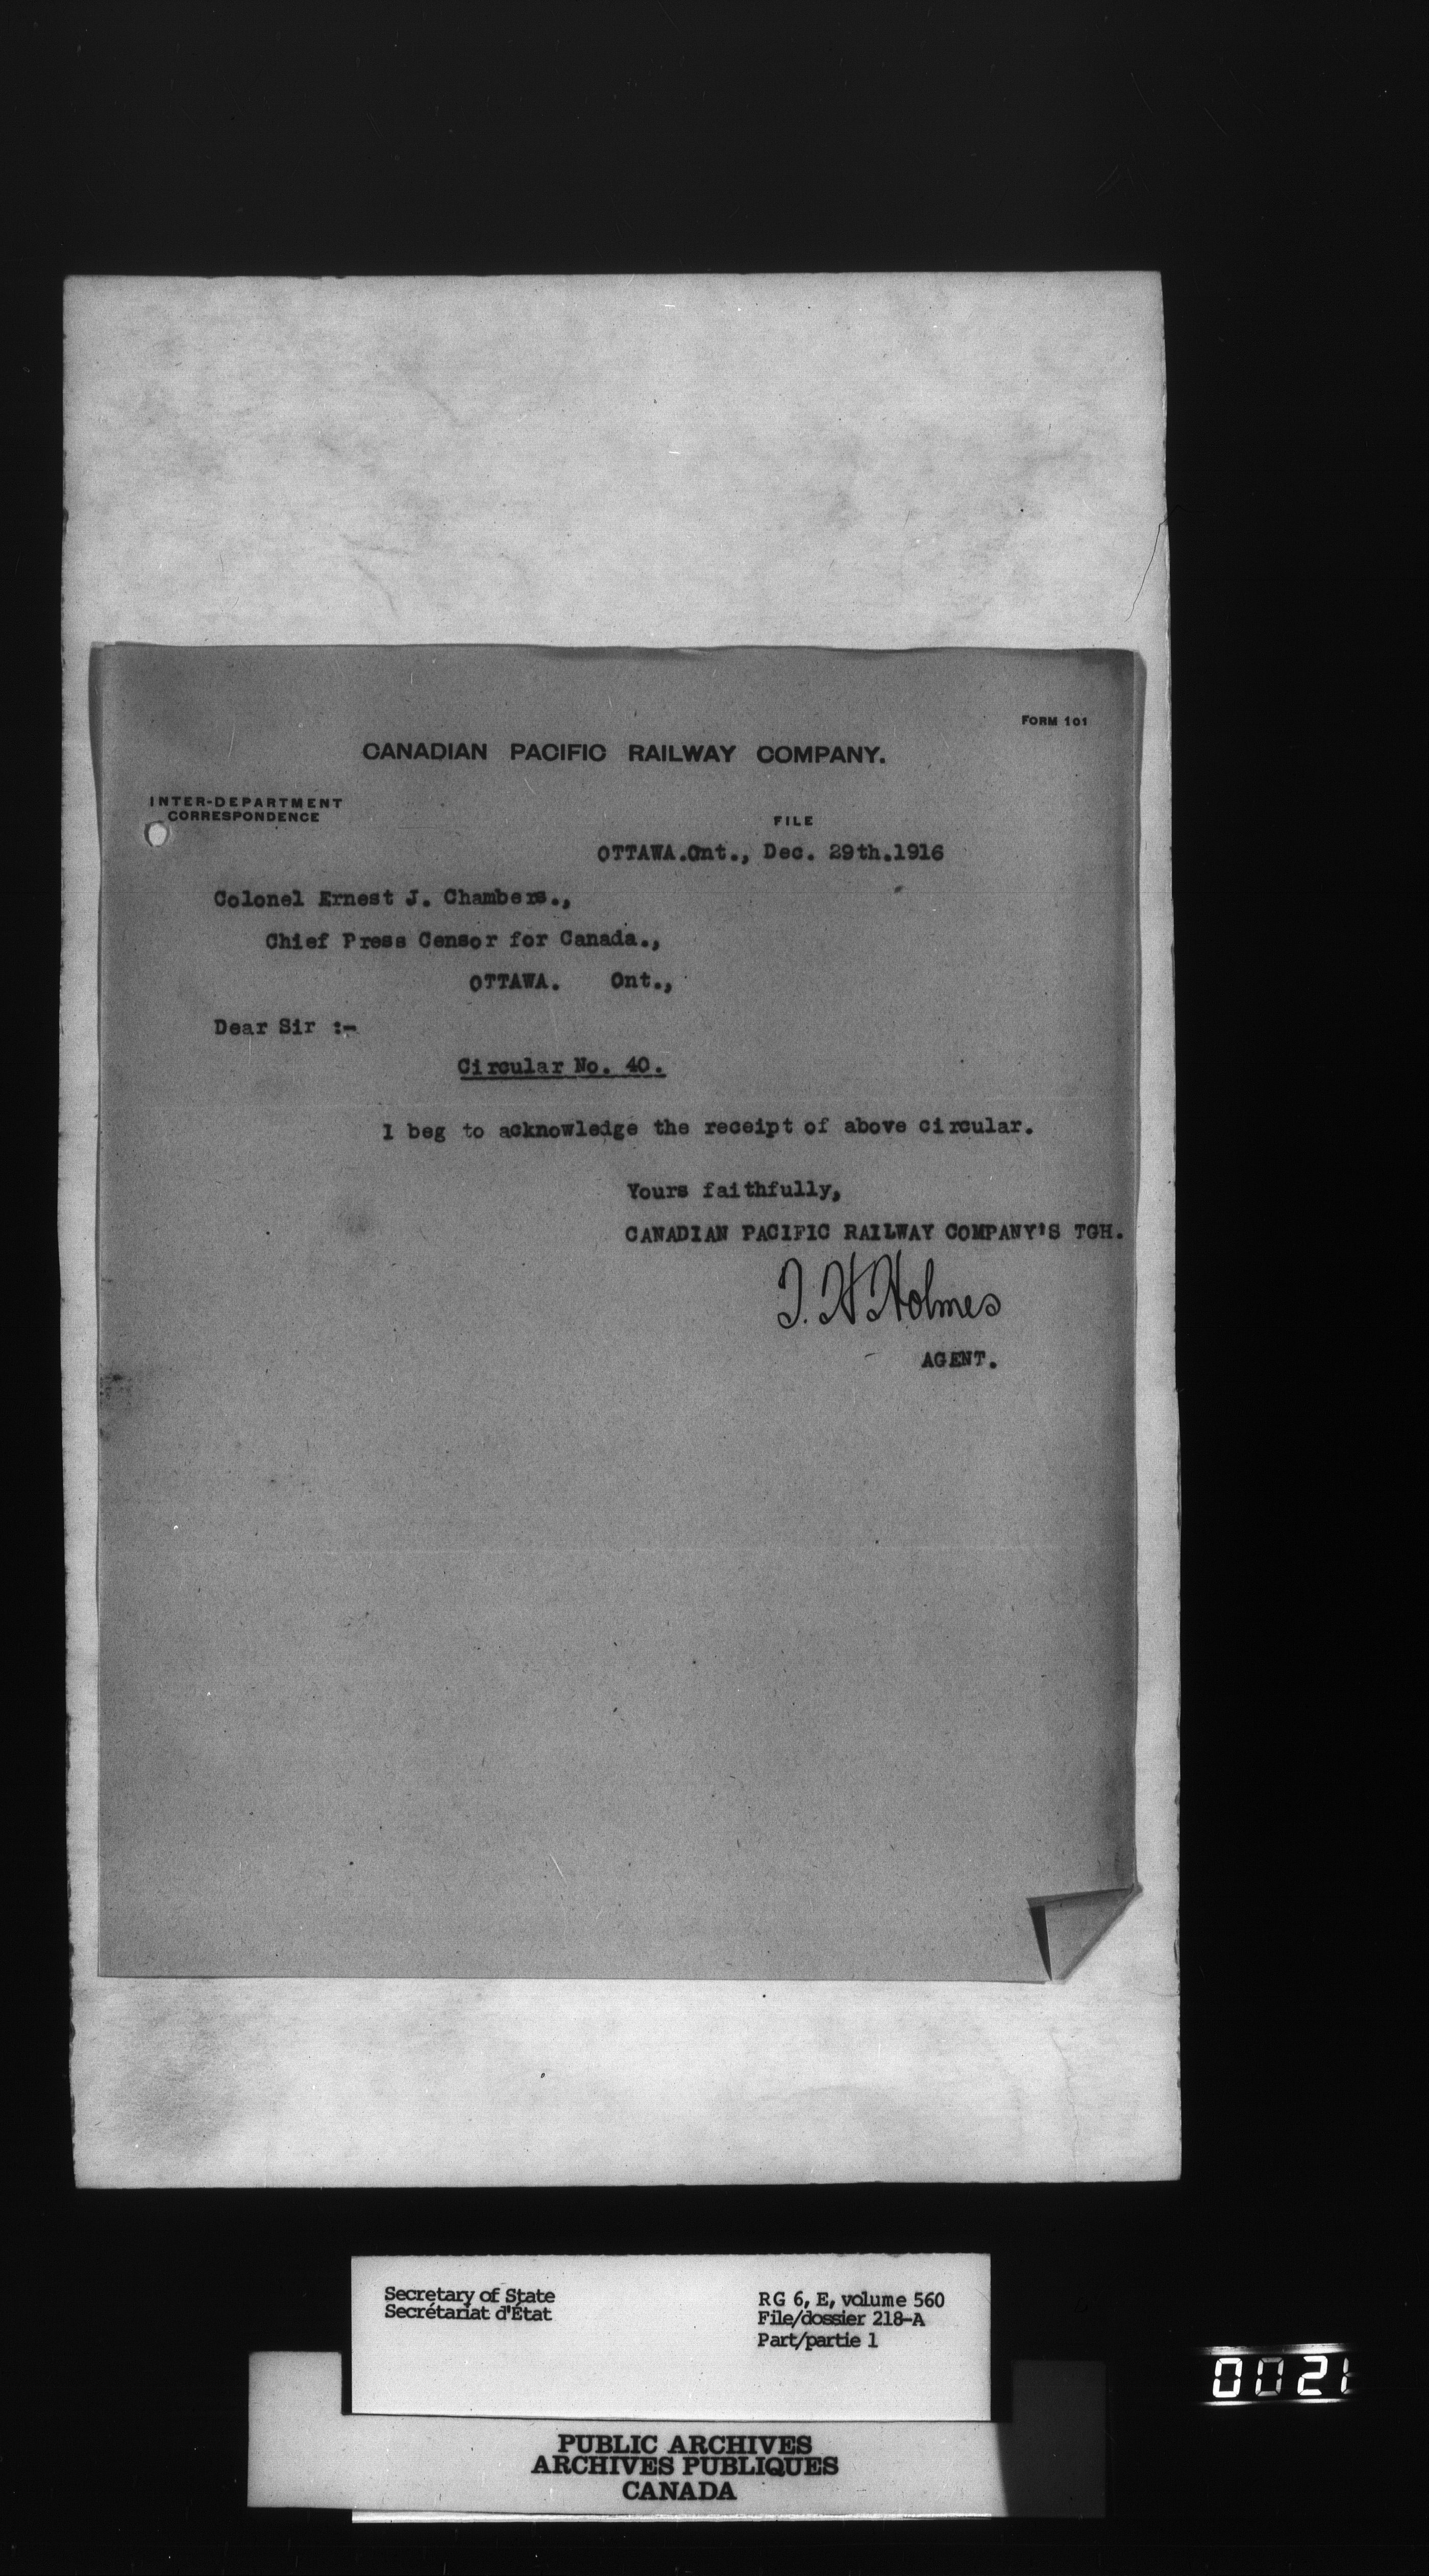 FORM 101
CANADIAN PACIFIC RAILWAY COMPANY.
INTER-DEPARTMENT
CORRESPONDENCE
FILE
OTTAWA.Ont., Dec. 29th.1916
Colonel Ernest J. Chambers.,
Chief Press Censor for Canada.,
OTTAWA. Ont.,
Dear Sir :-
Circular No. 40.
I beg to acknowledge the receipt of above circular.
Yours faithfully,
CANADIAN PACIFIC RAILWAY COMPANY'S TGH.
T. H Holmes
AGENT.
Secretary of State
Secrétariat d'État
RG 6, E, volume 560
File/dossier 218-A
Part/partie 1
0021
PUBLIC ARCHIVES
ARCHIVES PUBLIQUES
CANADA